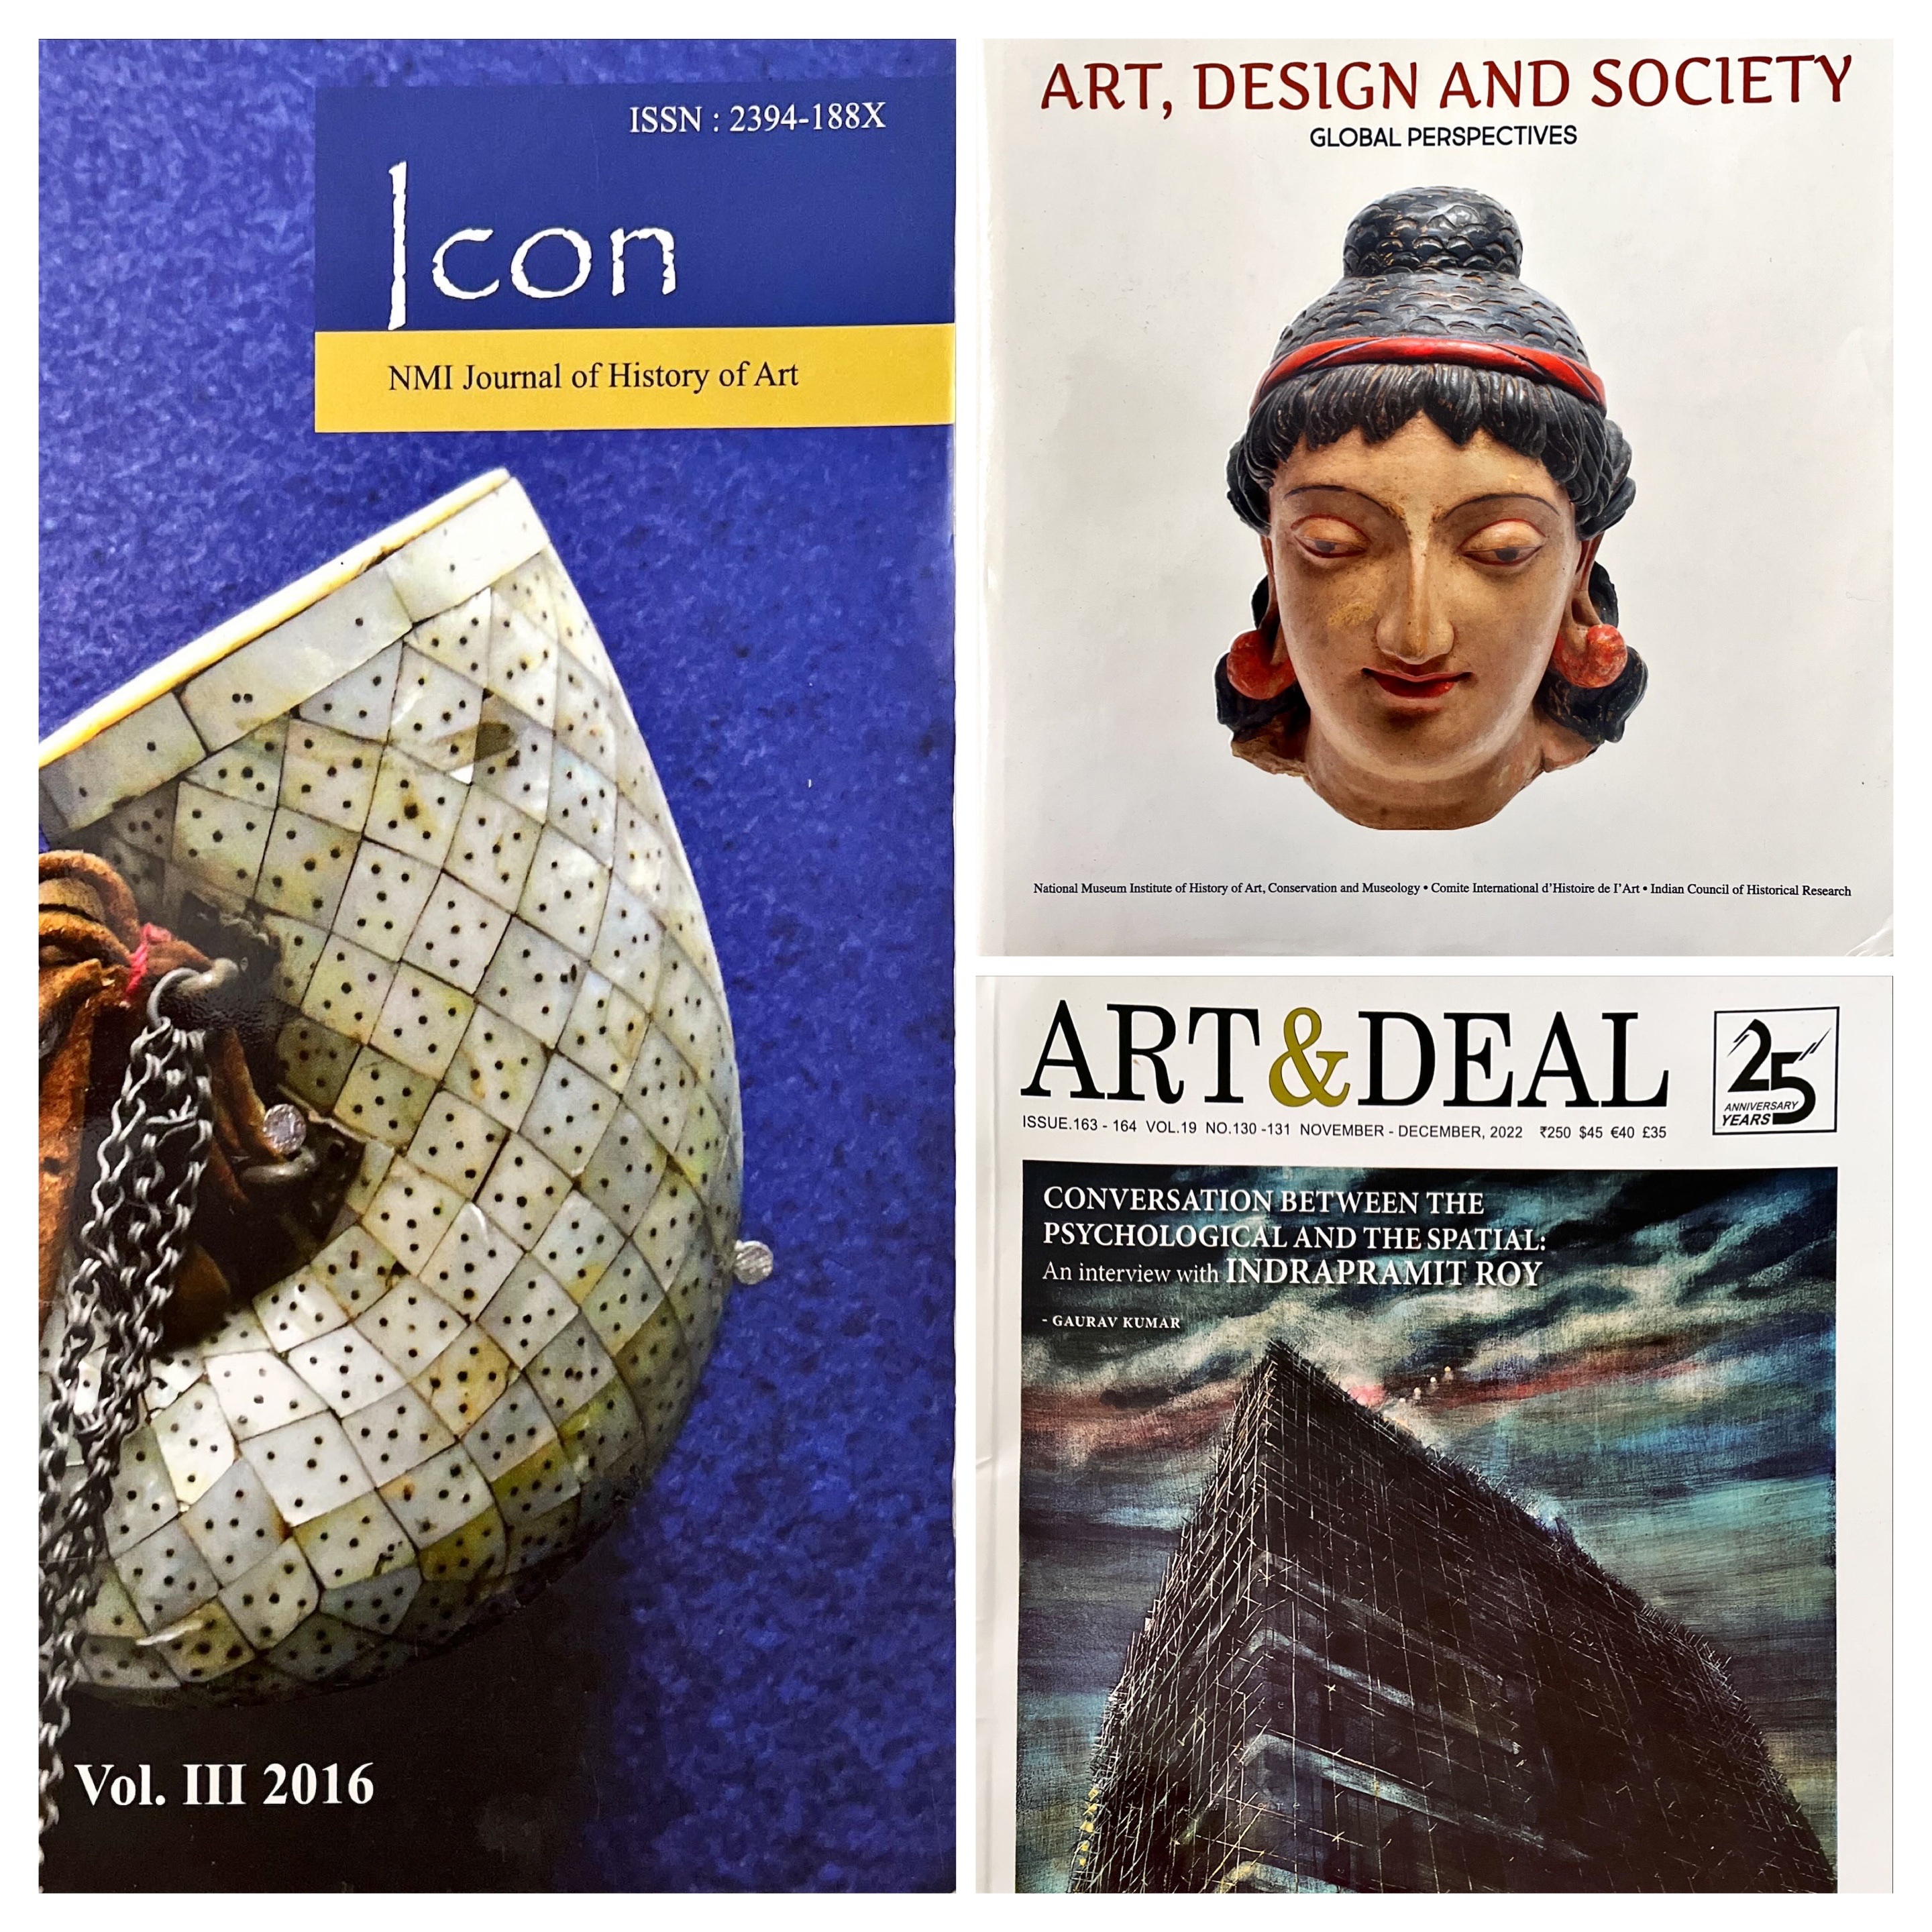 ISSN : 2394-188X
Icon
NMI Journal of History of Art
Vol. III 2016
ART, DESIGN AND SOCIETY
GLOBAL PERSPECTIVES
National Museum Institute of History of Art, Conservation and Museology • Comite International d'Histoire de I'Art • Indian Council of Historical Research
ART&DEAL
25
ANNIVERSARY
YEARS
ISSUE.163 - 164 VOL.19 NO.130 -131 NOVEMBER - DECEMBER, 2022 ₹250 $45 €40 £35
CONVERSATION BETWEEN THE
PSYCHOLOGICAL AND THE SPATIAL:
An interview with INDRAPRAMIT ROY
- GAURAV KUMAR